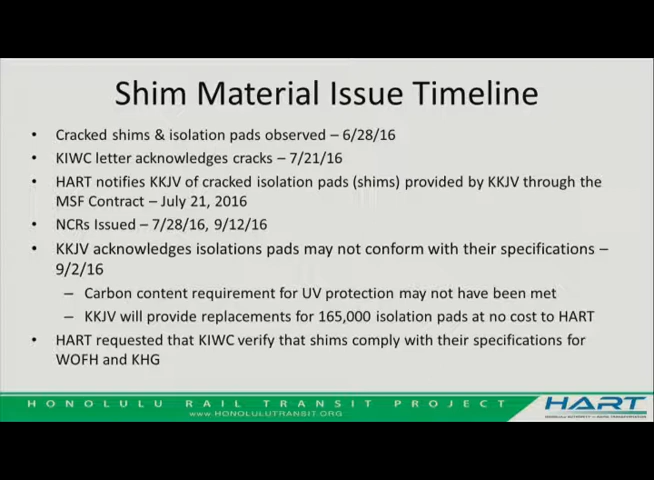 Shim Material Issue Timeline
• Cracked shims & isolation pads observed – 6/28/16
• KIWC letter acknowledges cracks – 7/21/16
• HART notifies KKJV of cracked isolation pads (shims) provided by KKJV through the
MSF Contract – July 21, 2016
• NCRs Issued – 7/28/16, 9/12/16
• KKJV acknowledges isolations pads may not conform with their specifications –
9/2/16
– Carbon content requirement for UV protection may not have been met
– KKJV will provide replacements for 165,000 isolation pads at no cost to HART
• HART requested that KIWC verify that shims comply with their specifications for
WOFH and KHG
HONOLULU RAIL TRANSIT PROJECT
www.HONOLULUTRANSIT.ORG
HART